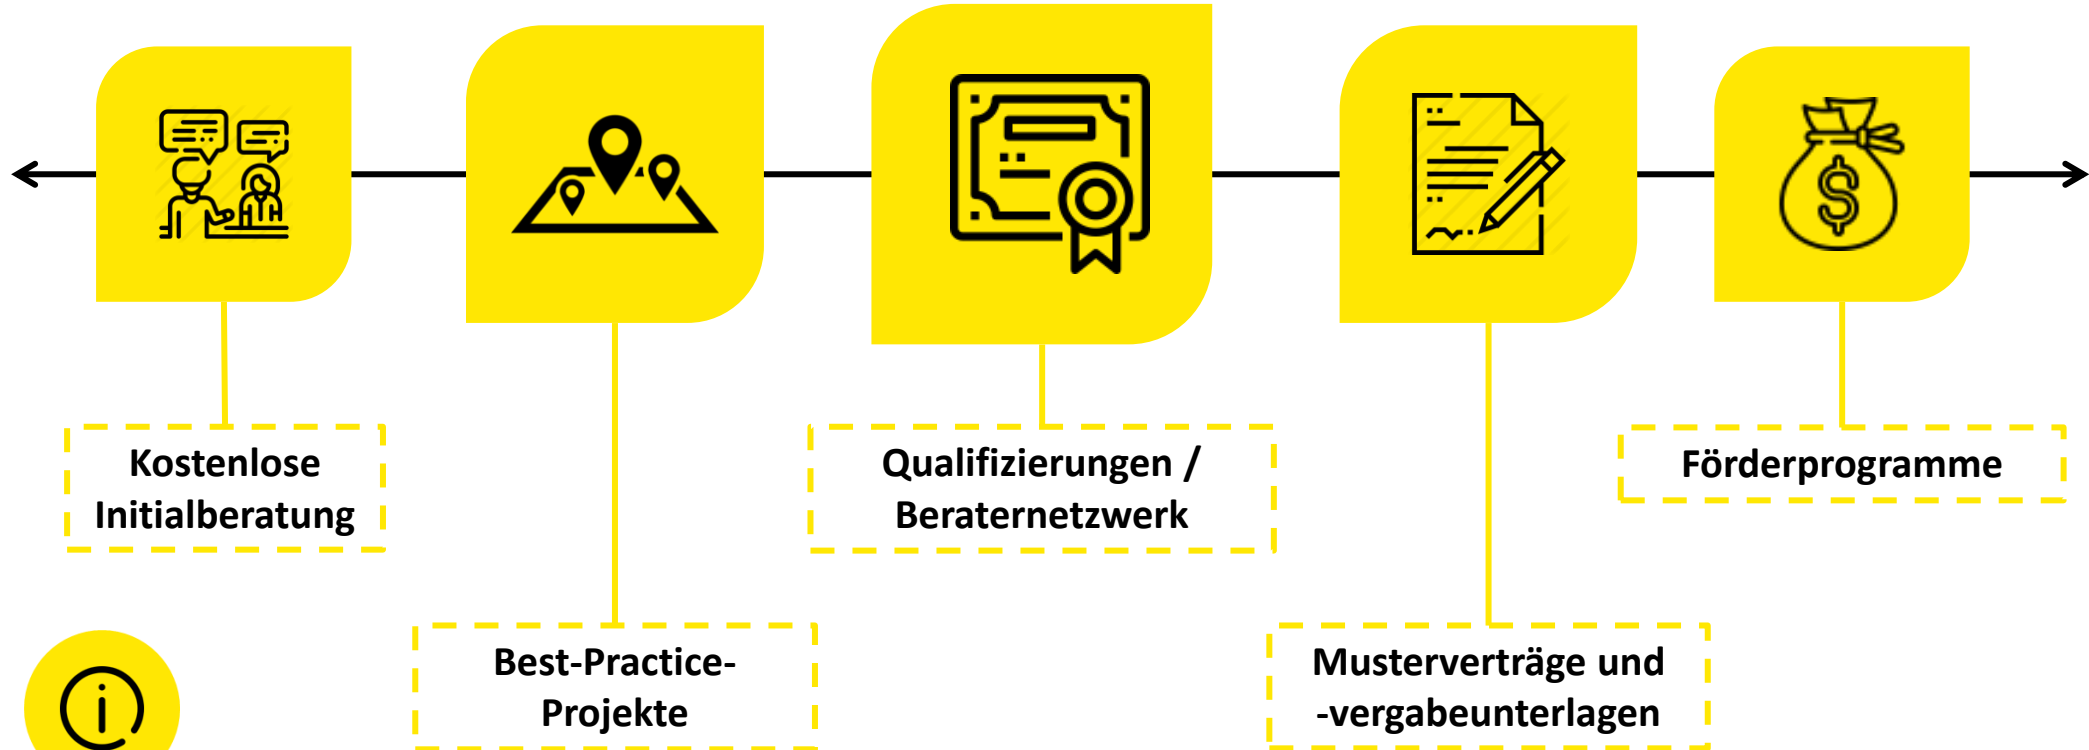 Kostenlose
Initialberatung
Best-Practice-
Projekte
Qualifizierungen /
Beraternetzwerk
Musterverträge und
-vergabeunterlagen
Förderprogramme